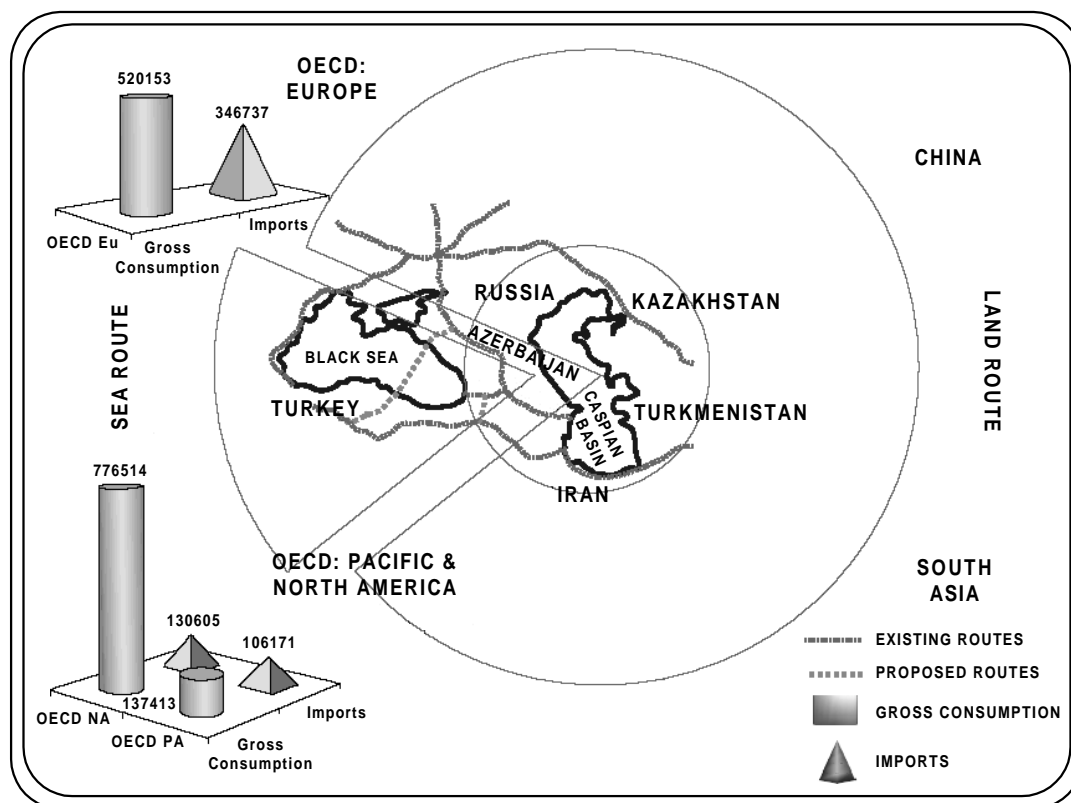 OECD:
EUROPE
520153
346737
CHINA
Imports
OECD Eu
Gross
Consumption
RUSSIA
KAZAKHSTAN
AZERBAIJAN
BLACK SEA
SEA ROUTE
LAND ROUTE
TURKEY
TURKMENISTAN
CASPIAN
BASIN
776514
IRAN
OECD: PACIFIC &
NORTH AMERICA
SOUTH
ASIA
130605
106171
EXISTING ROUTES
PROPOSED ROUTES
137413
OECD NA
Imports
GROSS CONSUMPTION
OECD PA
Gross
Consumption
IMPORTS